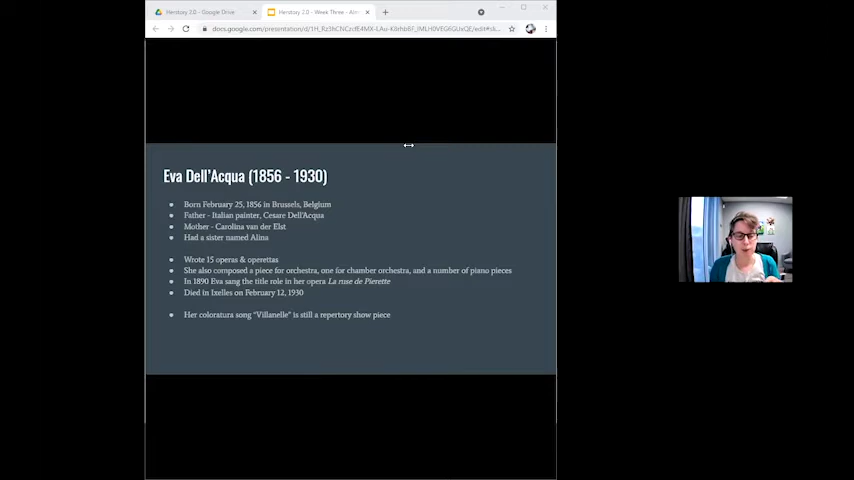 Herstory 2.0 - Google Drive
Herstory 2.0 - Week Three - Am
Eva Dell'Acqua (1856 - 1930)
Born February 25, 1856 in Brussels, Belgium
Father - Italian painter, Cesare Dell'Acqua
Mother - Carolina van der Elst
Had a sister named Alina
Wrote 15 operas & operettas
She also composed a piece for orchestra, one for chamber orchestra, and a number of piano pieces
In 1890 Eva sang the title role in her opera La ruse de Pierette
Died in Ixelles on February 12, 1930
Her coloratura song "Villanelle" is still a repertory show piece